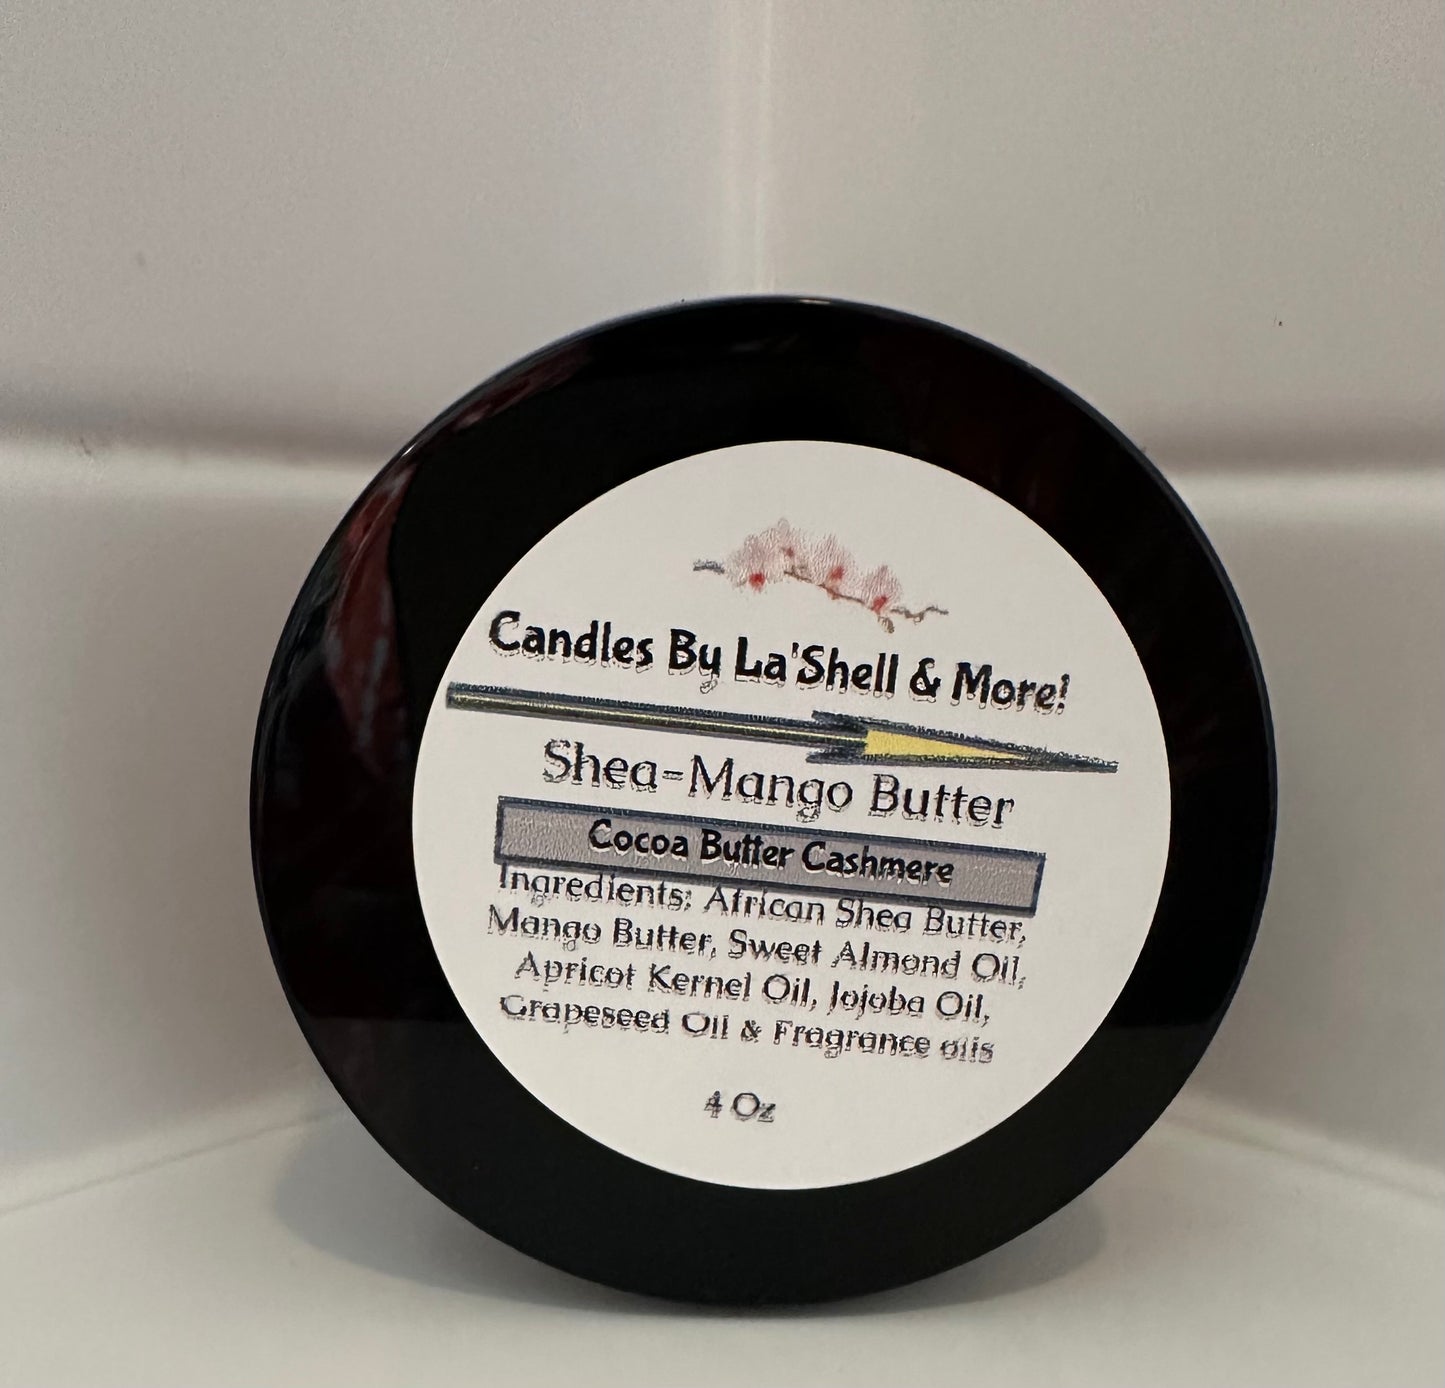 Candles By La'Shell & More!
Shea-Mango Butter
Cocoa Butter Cashmere
Ingredients: African Shea Butter,
Mango Butter, Sweet Almond Oil,
Apricot Kernel Oil, Jojoba Oil,
Grapeseed Oil & Fragrance oils
4 Oz